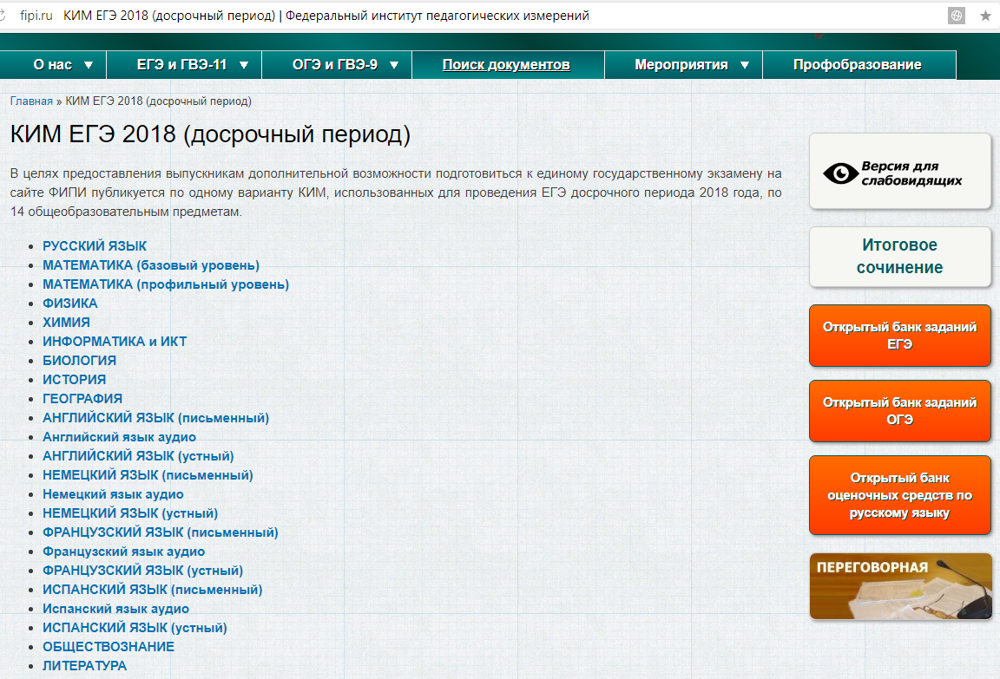 fipi.ru КИМ ЕГЭ 2018 (досрочный период) | Федеральный институт педагогических измерений
О нас ЕГЭ и ГВЭ-11 ОГЭ и ГВЭ-9 Поиск документов Мероприятия Профобразование
Главная » КИМ ЕГЭ 2018 (досрочный период)
КИМ ЕГЭ 2018 (досрочный период)
В целях предоставления выпускникам дополнительной возможности подготовиться к единому государственному экзамену на
сайте ФИПИ публикуется по одному варианту КИМ, использованных для проведения ЕГЭ досрочного периода 2018 года, по
14 общеобразовательным предметам.
РУССКИЙ ЯЗЫК
МАТЕМАТИКА (базовый уровень)
МАТЕМАТИКА (профильный уровень)
ФИЗИКА
ХИМИЯ
ИНФОРМАТИКА и ИКТ
БИОЛОГИЯ
ИСТОРИЯ
ГЕОГРАФИЯ
АНГЛИЙСКИЙ ЯЗЫК (письменный)
Английский язык аудио
АНГЛИЙСКИЙ ЯЗЫК (устный)
НЕМЕЦКИЙ ЯЗЫК (письменный)
Немецкий язык аудио
НЕМЕЦКИЙ ЯЗЫК (устный)
ФРАНЦУЗСКИЙ ЯЗЫК (письменный)
Французский язык аудио
ФРАНЦУЗСКИЙ ЯЗЫК (устный)
ИСПАНСКИЙ ЯЗЫК (письменный)
Испанский язык аудио
ИСПАНСКИЙ ЯЗЫК (устный)
ОБЩЕСТВОЗНАНИЕ
ЛИТЕРАТУРА
Версия для
слабовидящих
Итоговое
сочинение
Открытый банк заданий
ЕГЭ
Открытый банк заданий
ОГЭ
Открытый банк
оценочных средств по
русскому языку
ПЕРЕГОВОРНАЯ